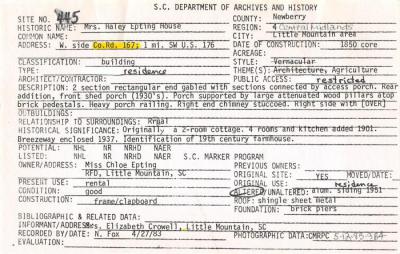 S.C. DEPARTMENT OF ARCHIVES AND HISTORY
SITE NO. 445 COUNTY: Newberry
HISTORIC NAME: Mrs. Haley Epting House REGION: 4 Central Midlands
COMMON NAME: CITY: Little Mountain area
ADDRESS: W. side Co.Rd. 167; 1 mi. SW U.S. 176 DATE OF CONSTRUCTION: 1850 core
ACREAGE:
CLASSIFICATION: building STYLE: Vernacular
TYPE: residence THEME(S): Architecture, Agriculture
ARCHITECT/CONTRACTOR: PUBLIC ACCESS: restricted
DESCRIPTION: 2 section rectangular end gabled with sections connected by access porch. Rear
addition, front shed porch (1930's). Porch supported by large attenuated wood pillars atop
brick pedestals. Heavy porch railing. Right end chimney stuccoed. Right side with [OVER]
OUTBUILDINGS:
RELATIONSHIP TO SURROUNDINGS: Rural
HISTORICAL SIGNIFICANCE: Originally, a 2-room cottage. 4 rooms and kitchen added 1901.
Breezeway enclosed 1937. Identification of 19th century farmhouse.
POTENTIAL: NHL NR NRHD NAER
LISTED: NHL NR NRHD NAER S.C. MARKER PROGRAM
OWNER/ADDRESS: Miss Chloe Epting PREVIOUS OWNERS:
RFD, Little Mountain, SC ORIGINAL SITE: YES MOVED/DATE:
PRESENT USE: rental ORIGINAL USE: residence
CONDITION: good ALTERED/UNALTERED: alum. siding 1951
CONSTRUCTION: frame/clapboard ROOF: shingle sheet metal
FOUNDATION: brick piers
BIBLIOGRAPHIC & RELATED DATA:
INFORMANT/ADDRESS: Mrs. Elizabeth Crowell, Little Mountain, SC
RECORDED BY/DATE: N. Fox 4/27/83 PHOTOGRAPHIC DATA: CMRPC
EVALUATION: